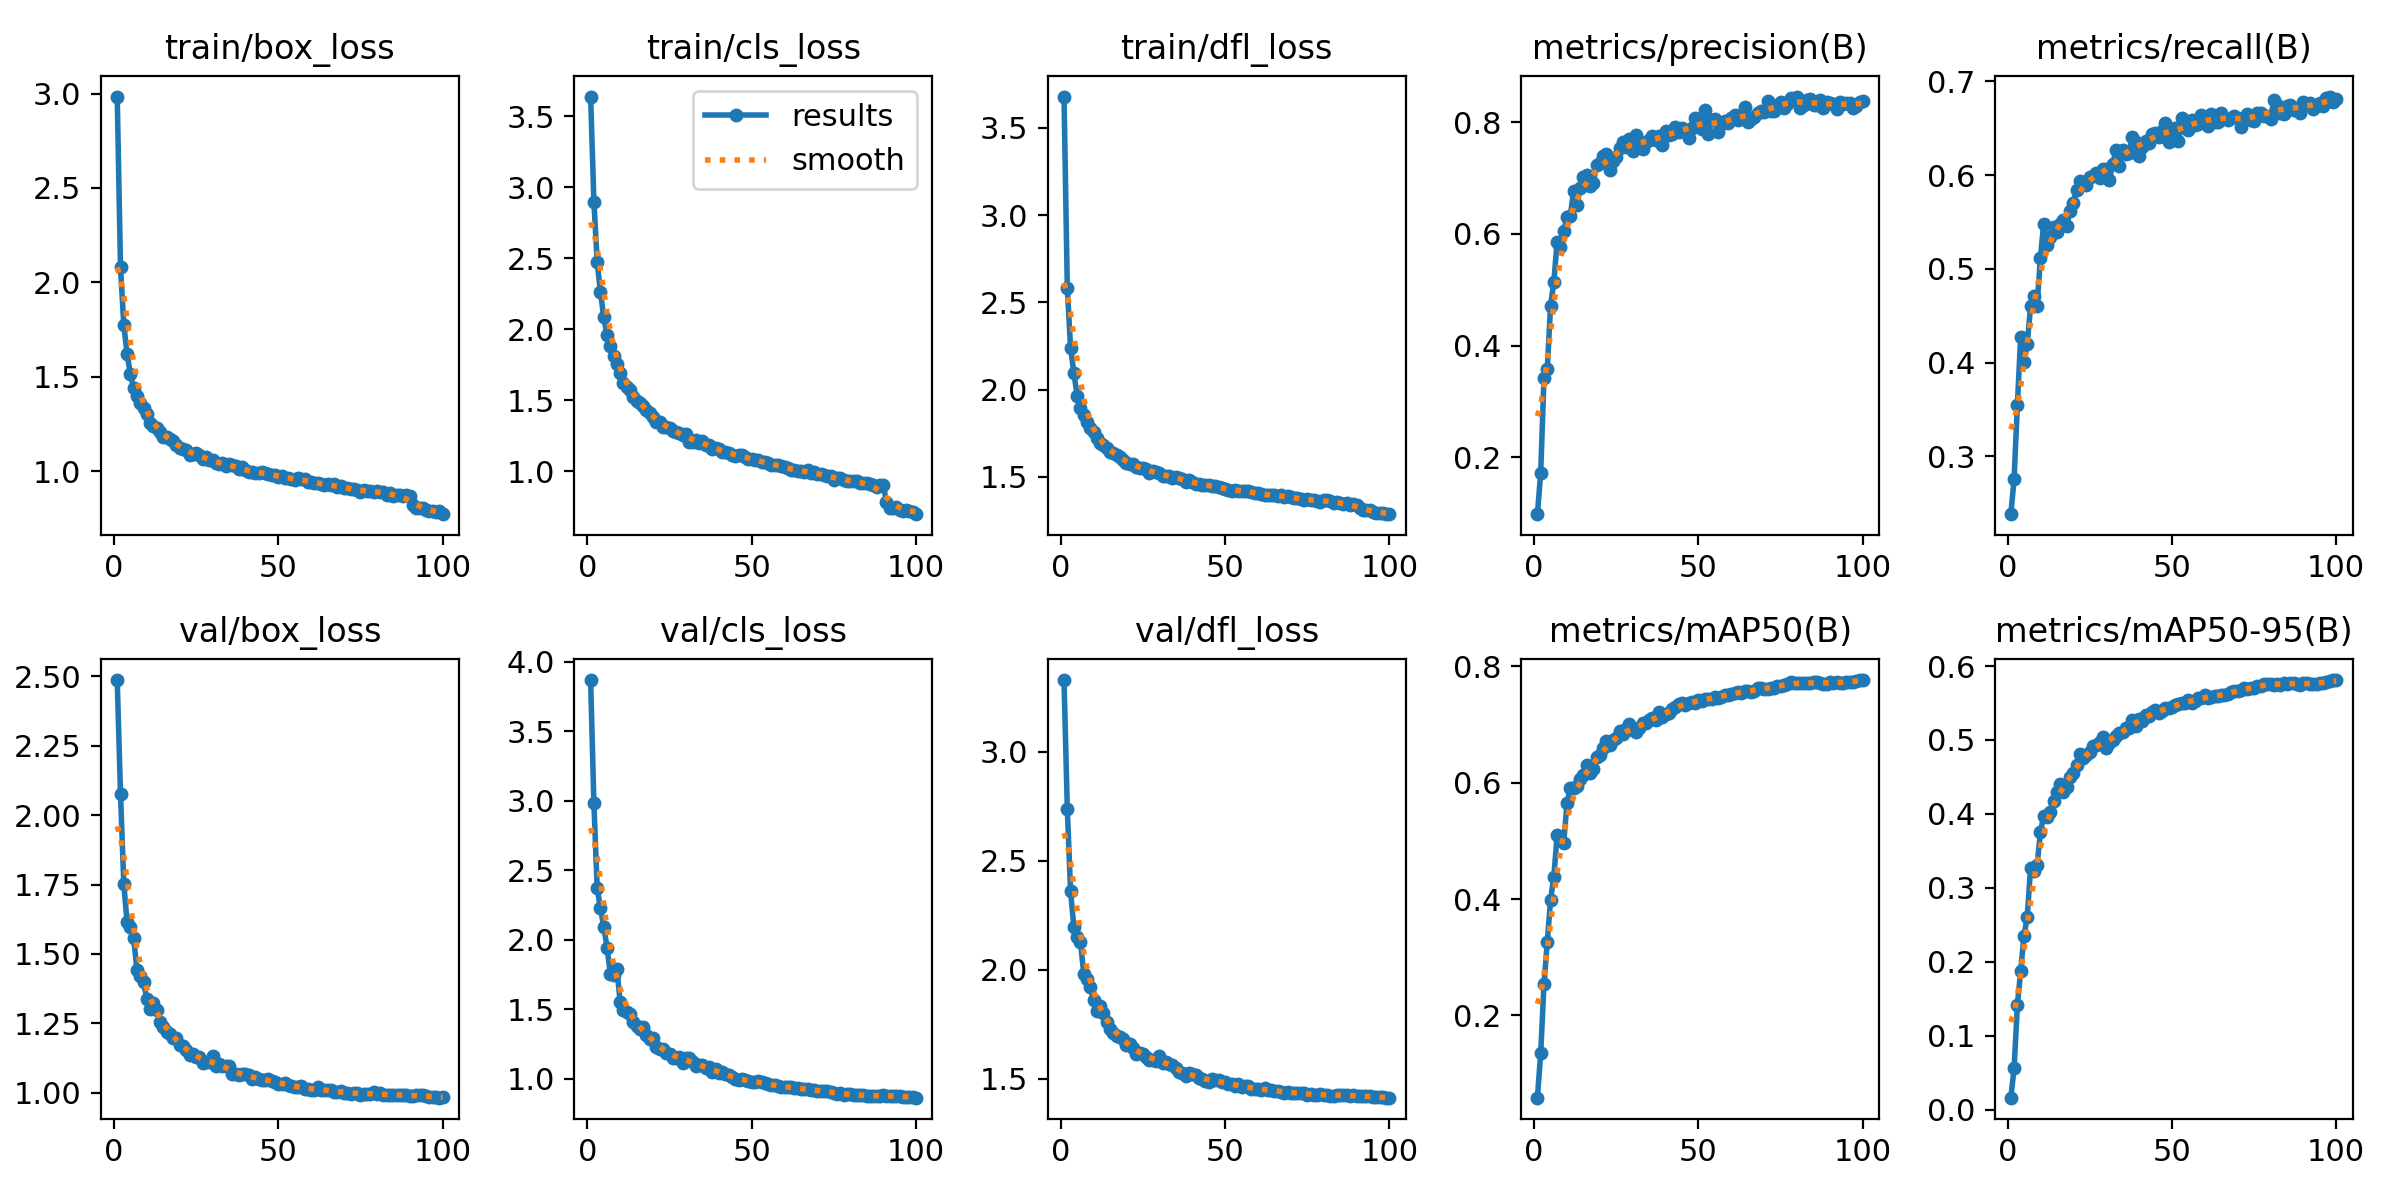 train/box_loss
3.0
2.5
2.0
1.5
1.0
0 50 100
train/cls_loss
results
smooth
3.5
3.0
2.5
2.0
1.5
1.0
0 50 100
train/dfl_loss
3.5
3.0
2.5
2.0
1.5
0 50 100
metrics/precision(B)
0.8
0.6
0.4
0.2
0 50 100
metrics/recall(B)
0.7
0.6
0.5
0.4
0.3
0 50 100
val/box_loss
2.50
2.25
2.00
1.75
1.50
1.25
1.00
0 50 100
val/cls_loss
4.0
3.5
3.0
2.5
2.0
1.5
1.0
0 50 100
val/dfl_loss
3.0
2.5
2.0
1.5
0 50 100
metrics/mAP50(B)
0.8
0.6
0.4
0.2
0 50 100
metrics/mAP50-95(B)
0.6
0.5
0.4
0.3
0.2
0.1
0.0
0 50 100